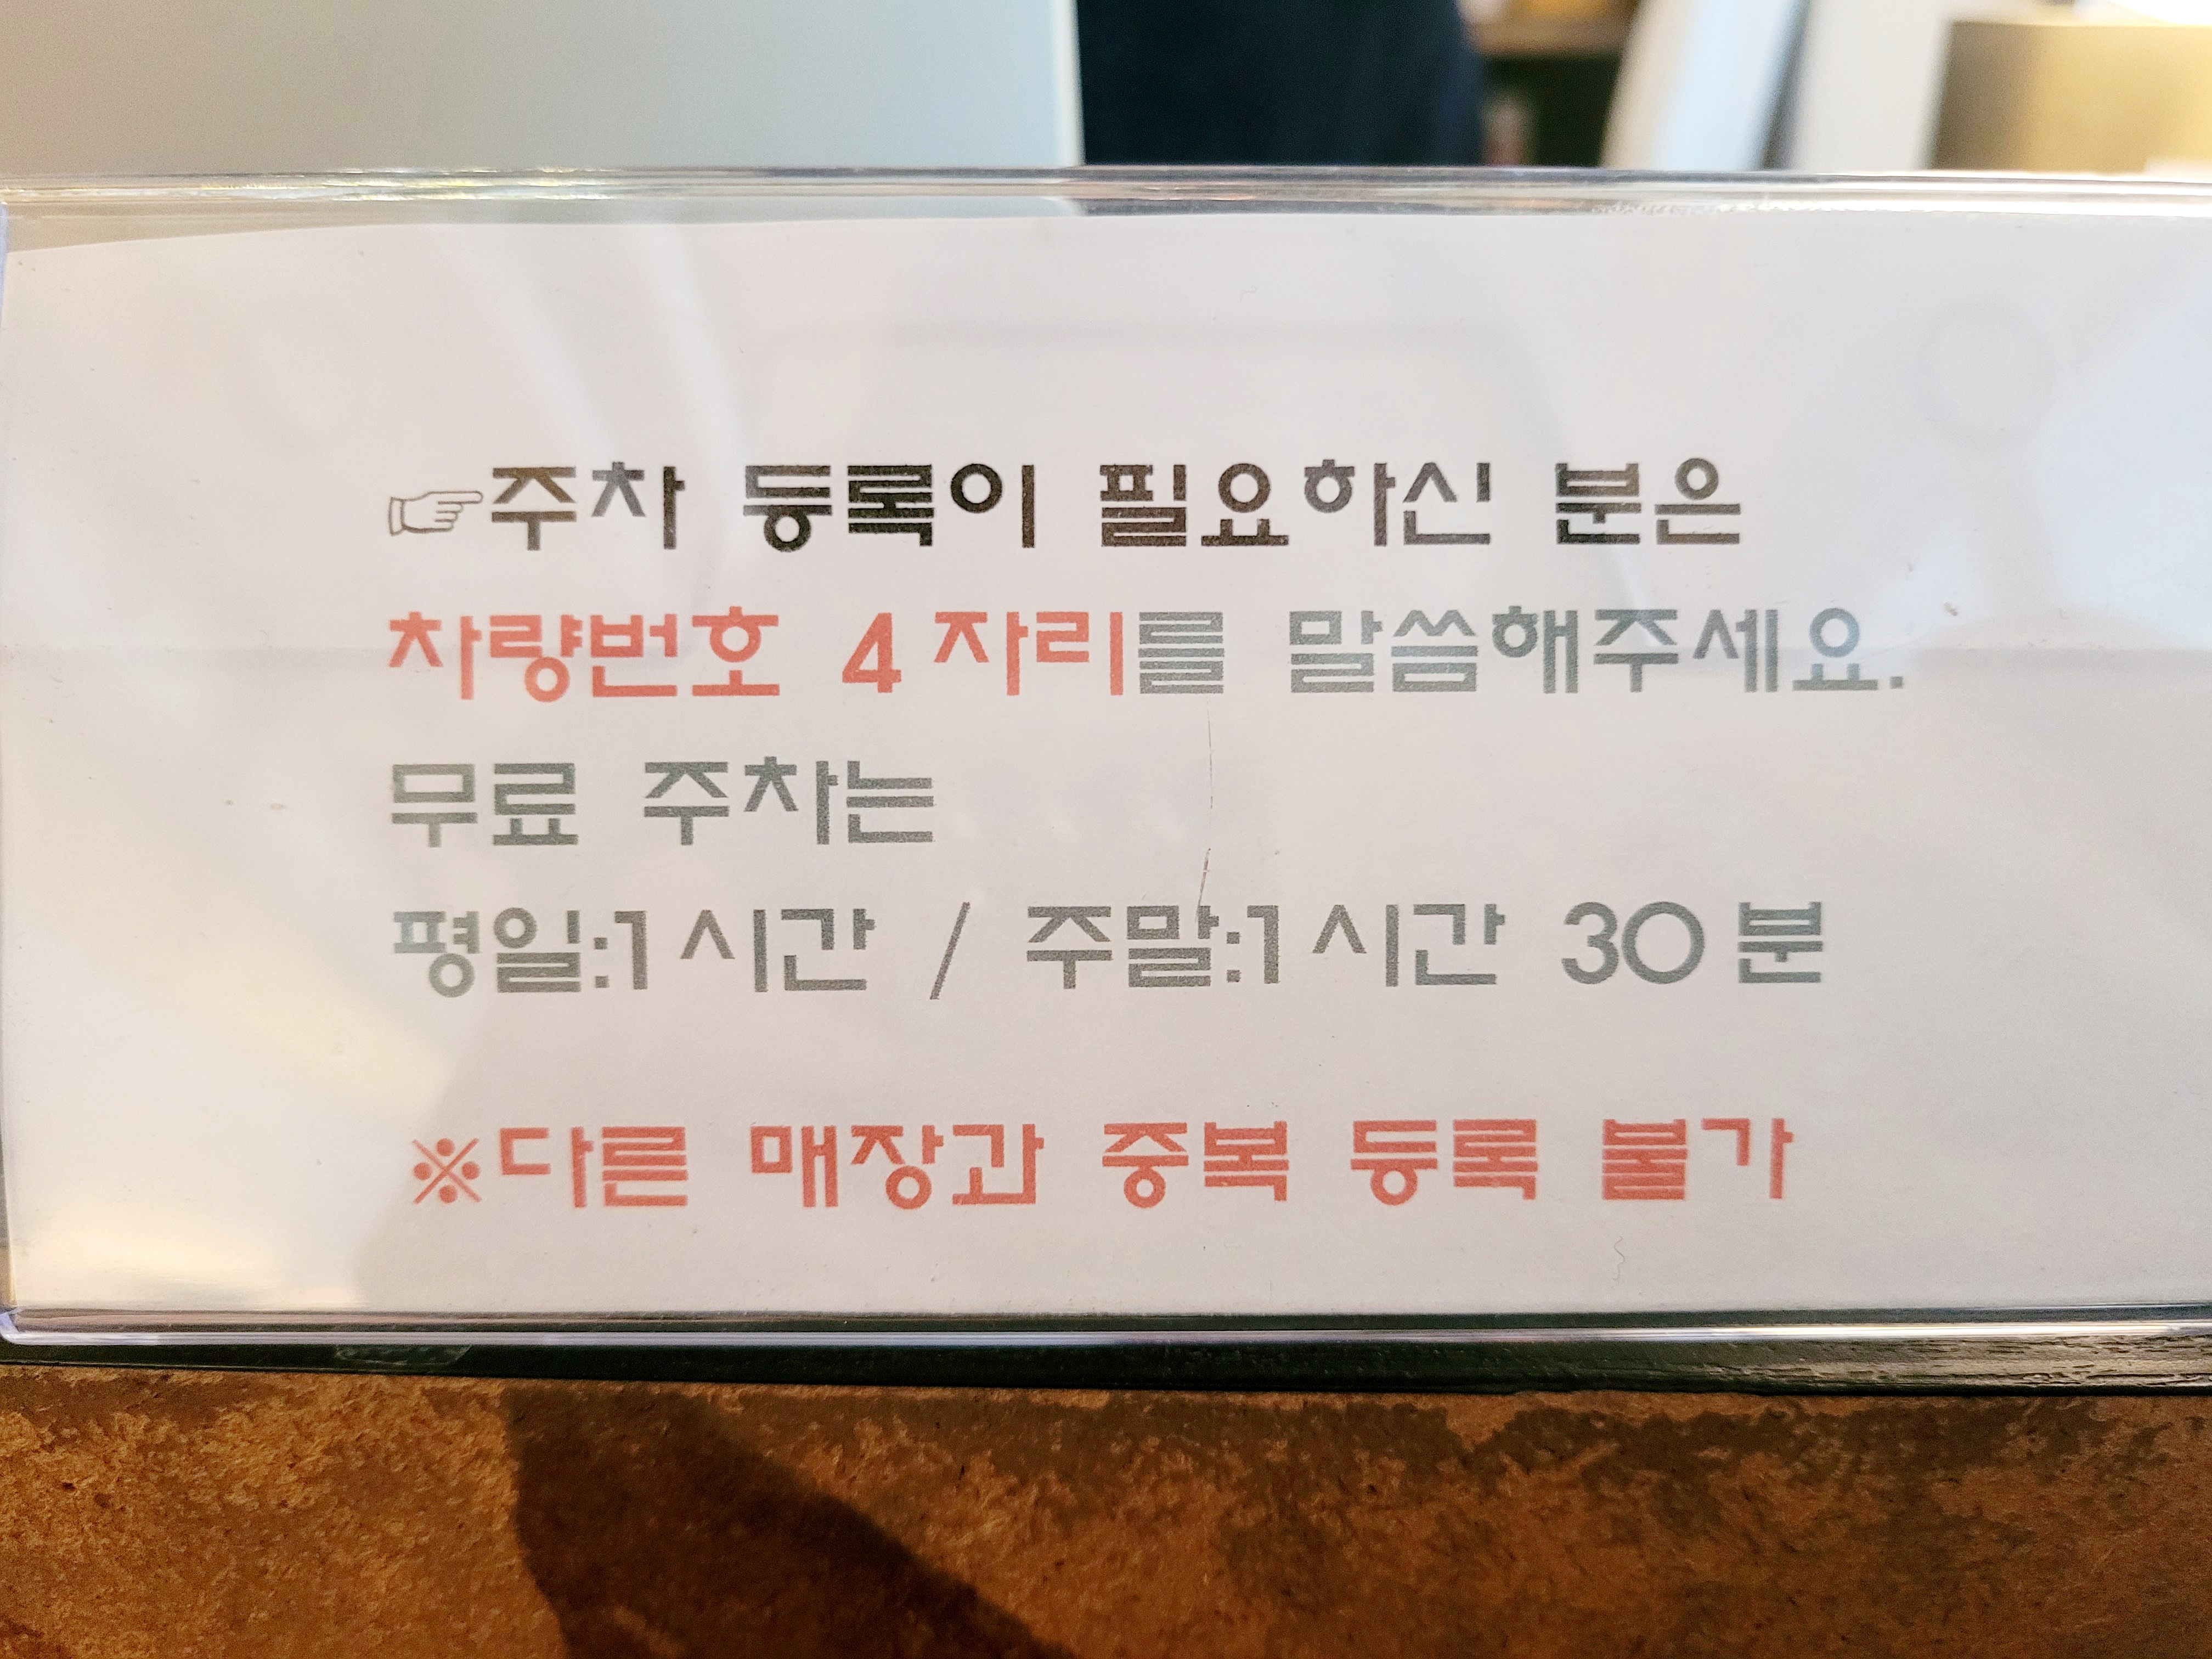 ☞주차 등록이 필요하신 분은
차량번호 4자리를 말씀해주세요.
무료 주차는
평일:1시간 / 주말:1시간 30분
※다른 매장과 중복 등록 불가